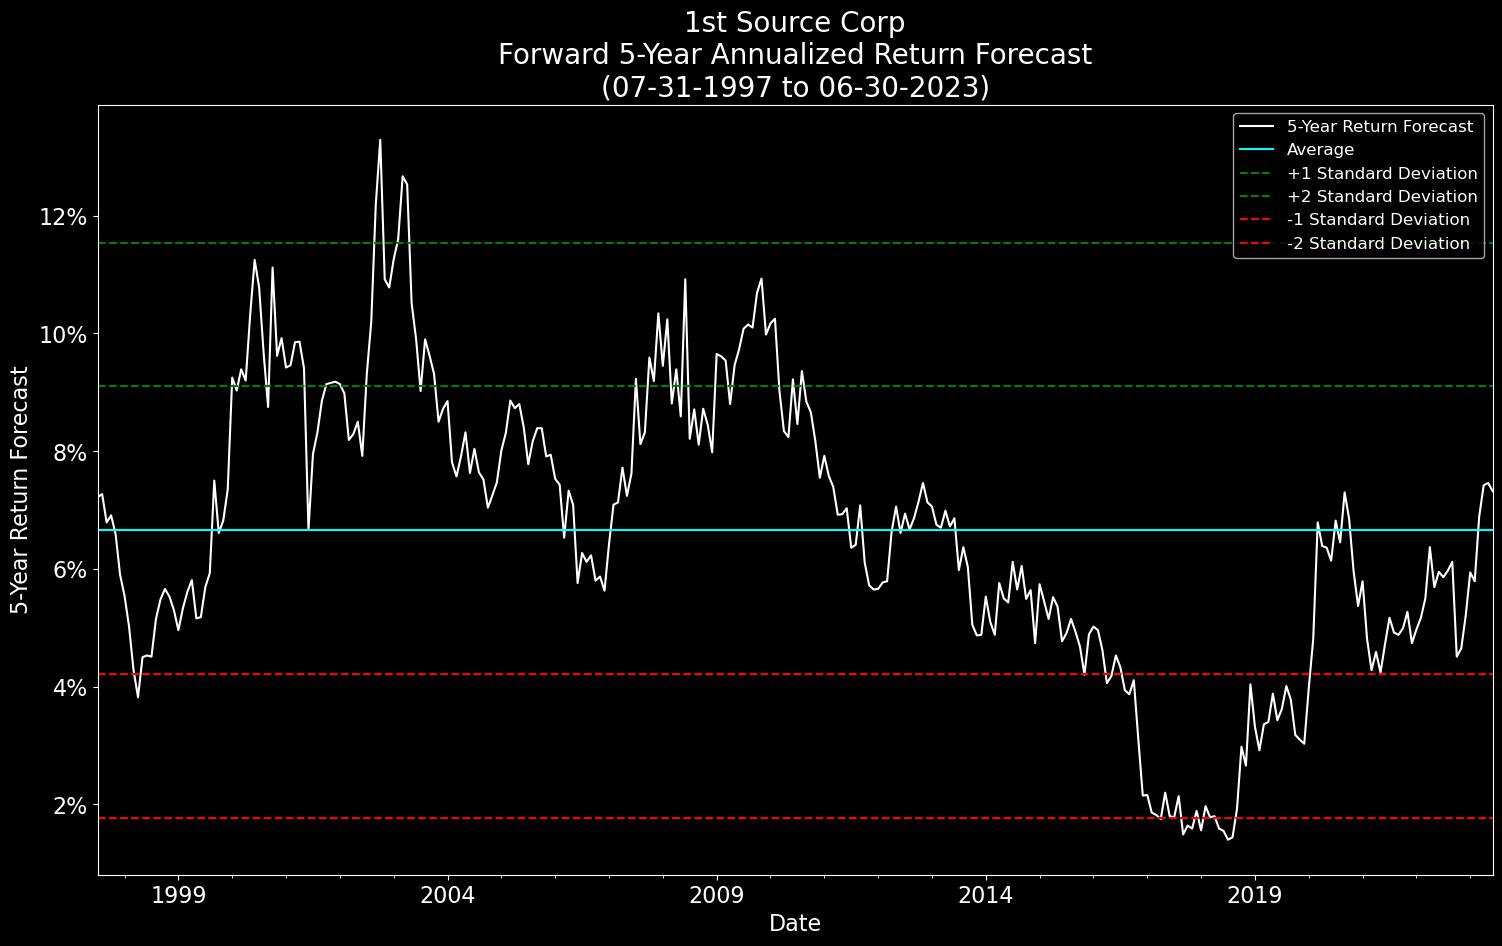 1st Source Corp
Forward 5-Year Annualized Return Forecast
(07-31-1997 to 06-30-2023)
5-Year Return Forecast
Average
+1 Standard Deviation
+2 Standard Deviation
-1 Standard Deviation
-2 Standard Deviation
12%
10%
8%
6%
4%
2%
5-Year Return Forecast
1999
2004
2009
2014
2019
Date